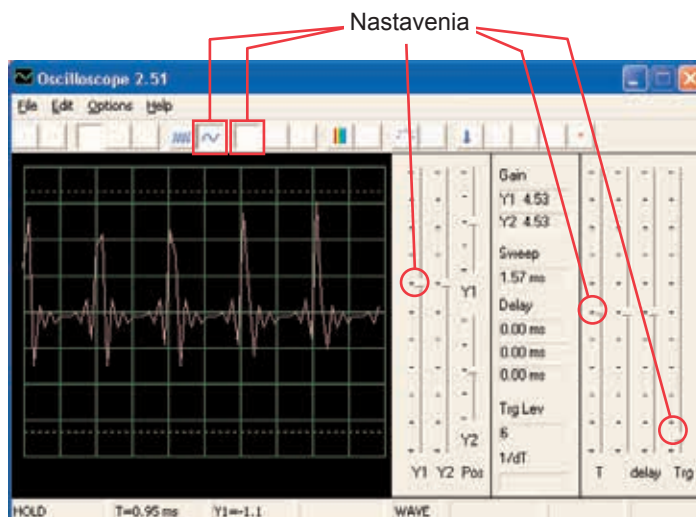 Nastavenia
Oscilloscope 2.51
File Edit Options Help
Gain
Y1 4.53
Y2 4.53
Sweep
1.57 ms
Y1
Delay
0.00 ms
0.00 ms
0.00 ms
Trg Lev
6
Y2
1/dT
Y1 Y2 Pos
T delay Trg
HOLD T=0.95 ms Y1=-1.1 WAVE